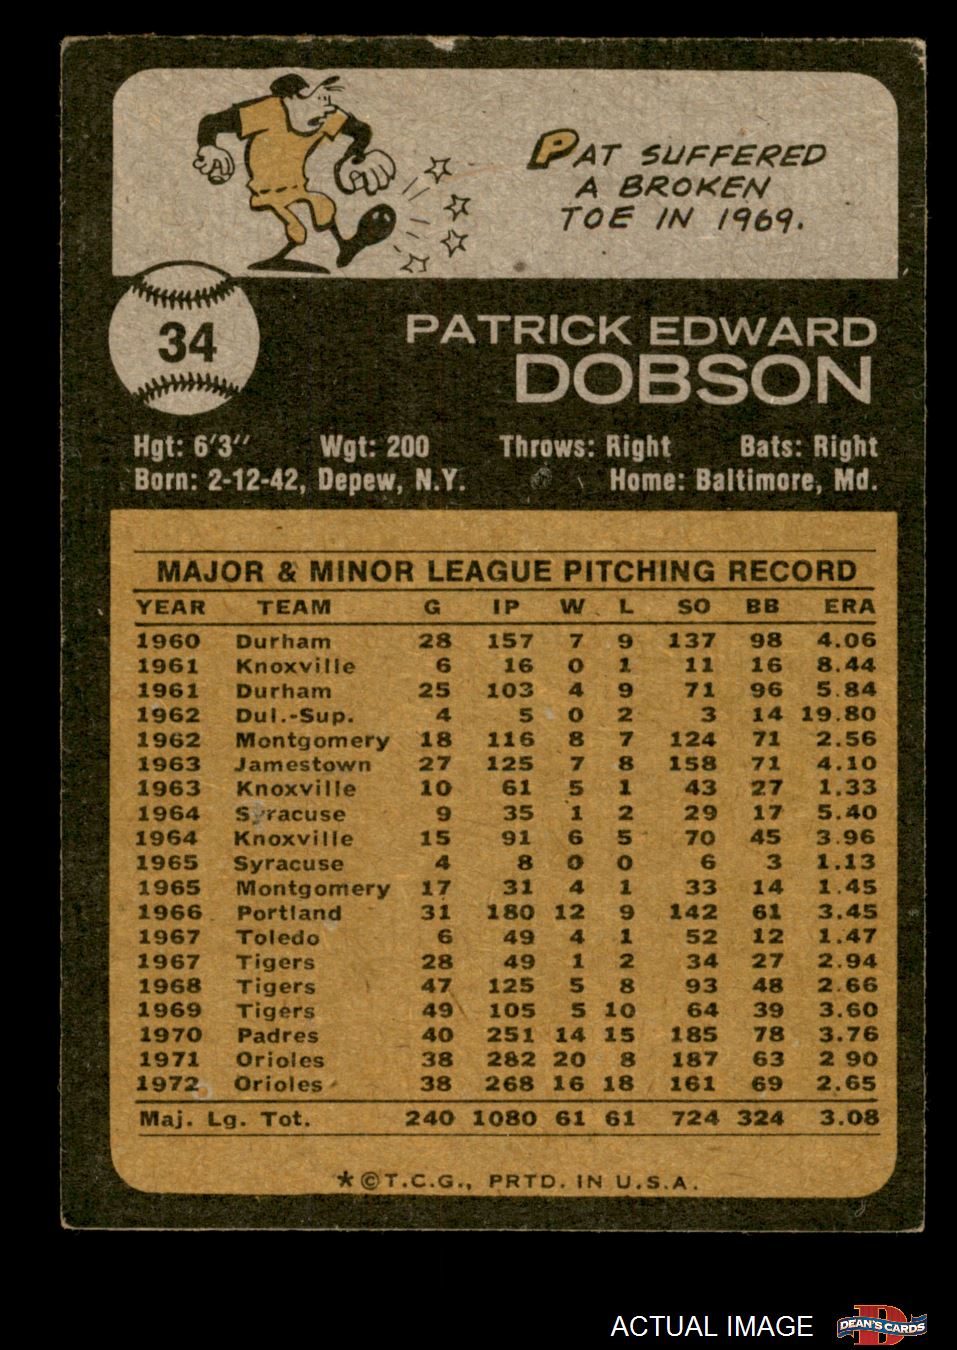 PAT SUFFERED
A BROKEN
TOE IN 1969.
34
PATRICK EDWARD
DOBSON
Hgt: 6'3" Wgt: 200 Throws: Right Bats: Right
Born: 2-12-42, Depew, N.Y. Home: Baltimore, Md.
MAJOR & MINOR LEAGUE PITCHING RECORD
YEAR TEAM G IP W L SO BB ERA
1960 Durham 28 157 7 9 137 98 4.06
1961 Knoxville 6 16 0 1 11 16 8.44
1961 Durham 25 103 4 9 71 96 5.84
1962 Dul.-Sup. 4 5 0 2 3 14 19.80
1962 Montgomery 18 116 8 7 124 71 2.56
1963 Jamestown 27 125 7 8 158 71 4.10
1963 Knoxville 10 61 5 1 43 27 1.33
1964 Syracuse 9 35 1 2 29 17 5.40
1964 Knoxville 15 91 6 5 70 45 3.96
1965 Syracuse 4 8 0 0 6 3 1.13
1965 Montgomery 17 31 4 1 33 14 1.45
1966 Portland 31 180 12 9 142 61 3.45
1967 Toledo 6 49 4 1 52 12 1.47
1967 Tigers 28 49 1 2 34 27 2.94
1968 Tigers 47 125 5 8 93 48 2.66
1969 Tigers 49 105 5 10 64 39 3.60
1970 Padres 40 251 14 15 185 78 3.76
1971 Orioles 38 282 20 8 187 63 2 90
1972 Orioles 38 268 16 18 161 69 2.65
Maj. Lg. Tot. 240 1080 61 61 724 324 3.08
*©T.C.G., PRTD. IN U.S.A.
ACTUAL IMAGE
D
DEAN'S CARDS